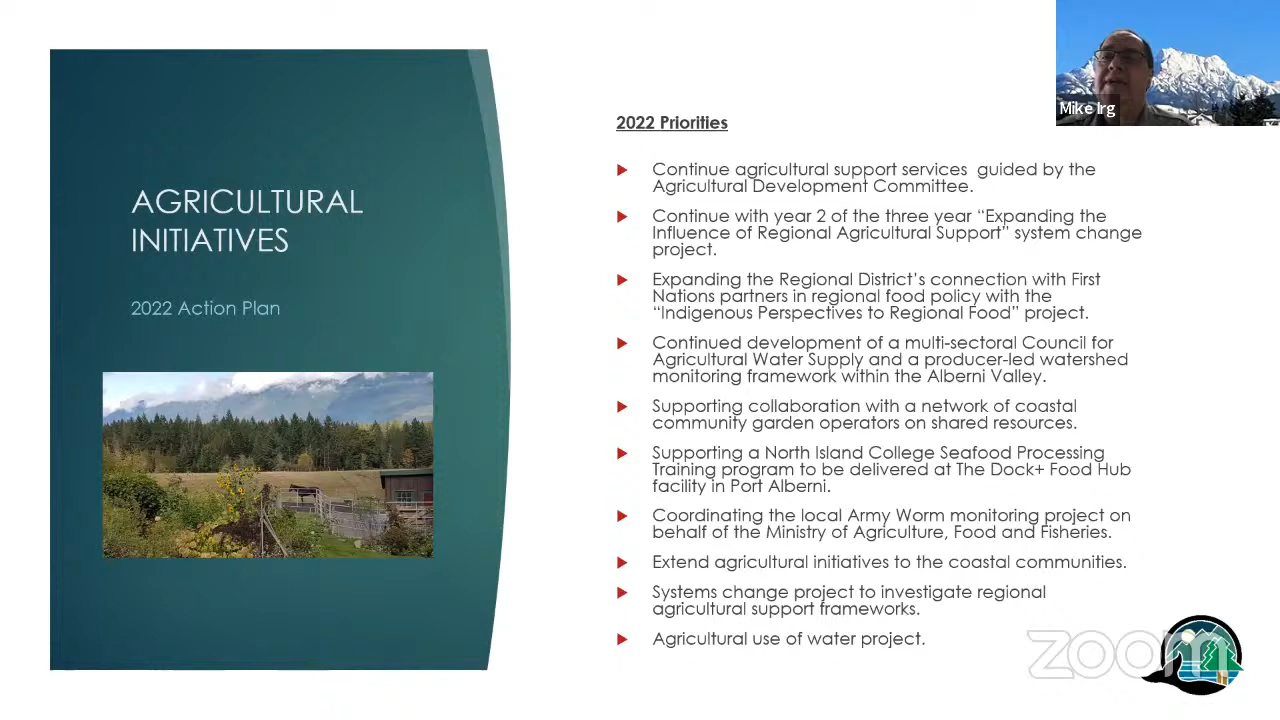 Mike Irg
AGRICULTURAL
INITIATIVES
2022 Action Plan
2022 Priorities
Continue agricultural support services guided by the
Agricultural Development Committee.
Continue with year 2 of the three year “Expanding the
Influence of Regional Agricultural Support” system change
project.
Expanding the Regional District’s connection with First
Nations partners in regional food policy with the
“Indigenous Perspectives to Regional Food” project.
Continued development of a multi-sectoral Council for
Agricultural Water Supply and a producer-led watershed
monitoring framework within the Alberni Valley.
Supporting collaboration with a network of coastal
community garden operators on shared resources.
Supporting a North Island College Seafood Processing
Training program to be delivered at The Dock+ Food Hub
facility in Port Alberni.
Coordinating the local Army Worm monitoring project on
behalf of the Ministry of Agriculture, Food and Fisheries.
Extend agricultural initiatives to the coastal communities.
Systems change project to investigate regional
agricultural support frameworks.
Agricultural use of water project.
zoom